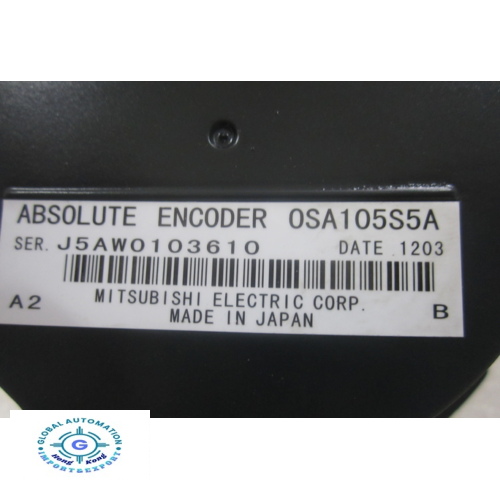 ABSOLUTE ENCODER OSA105S5A
SER. J5AW0103610 DATE 1203
MITSUBISHI ELECTRIC CORP.
A2 MADE IN JAPAN B
GLOBAL AUTOMATION
G
Hong Kong
IMPORT&EXPORT